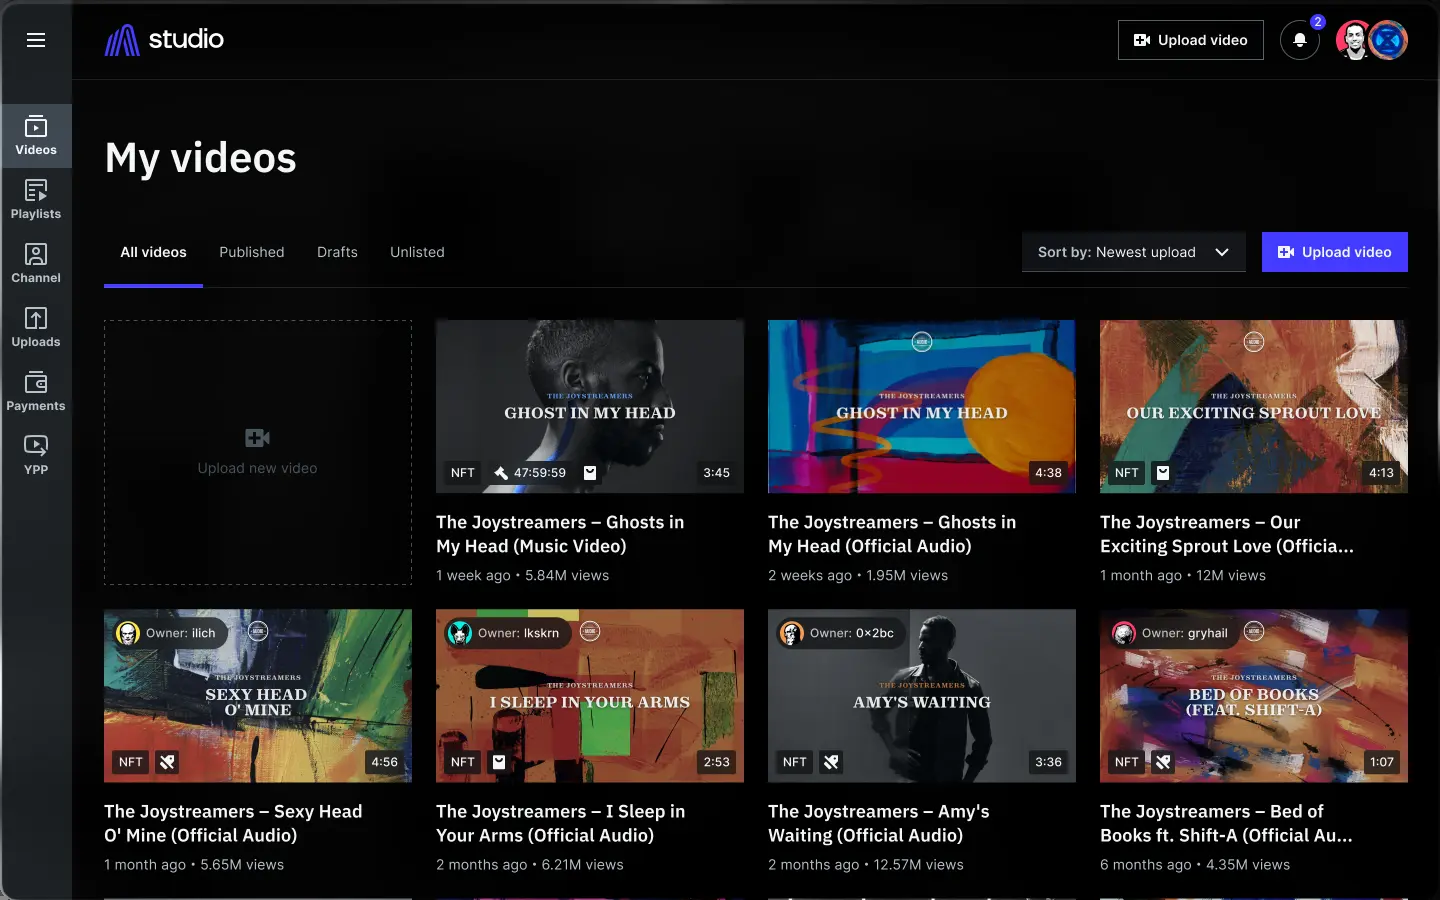 studio
Upload video
2
Videos
Playlists
Channel
Uploads
Payments
YPP
My videos
All videos
Published
Drafts
Unlisted
Sort by: Newest upload
Upload video
Upload new video
THE JOYSTREAMERS
GHOST IN MY HEAD
NFT
47:59:59
3:45
The Joystreamers – Ghosts in
My Head (Music Video)
1 week ago • 5.84M views
THE JOYSTREAMERS
GHOST IN MY HEAD
4:38
The Joystreamers – Ghosts in
My Head (Official Audio)
2 weeks ago • 1.95M views
THE JOYSTREAMERS
OUR EXCITING SPROUT LOVE
NFT
4:13
The Joystreamers – Our
Exciting Sprout Love (Officia...
1 month ago • 12M views
Owner: ilich
THE JOYSTREAMERS
SEXY HEAD
O' MINE
NFT
4:56
The Joystreamers – Sexy Head
O' Mine (Official Audio)
1 month ago • 5.65M views
Owner: lkskrn
THE JOYSTREAMERS
I SLEEP IN YOUR ARMS
NFT
2:53
The Joystreamers – I Sleep in
Your Arms (Official Audio)
2 months ago • 6.21M views
Owner: 0x2bc
THE JOYSTREAMERS
AMY'S WAITING
NFT
3:36
The Joystreamers – Amy's
Waiting (Official Audio)
2 months ago • 12.57M views
Owner: gryhail
THE JOYSTREAMERS
BED OF BOOKS
(FEAT. SHIFT-A)
NFT
1:07
The Joystreamers – Bed of
Books ft. Shift-A (Official Au...
6 months ago • 4.35M views